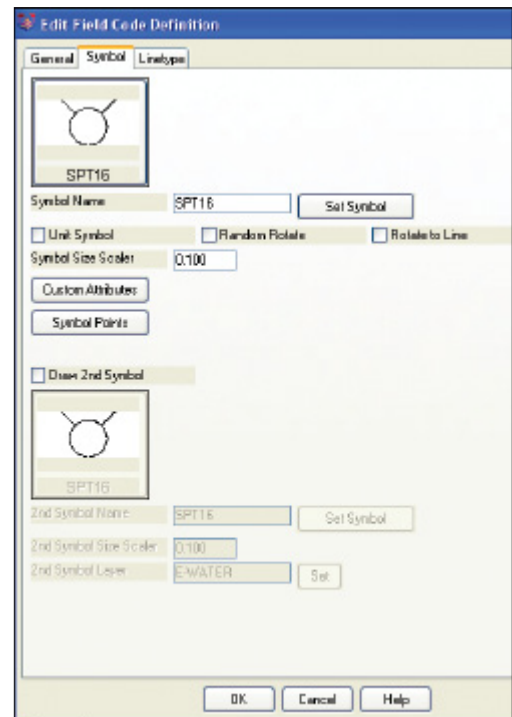 Edit Field Code Definition
General Symbol Linetype
SPT16
Symbol Name SPT16 Set Symbol
Unit Symbol Random Rotate Rotate to Line
Symbol Size Scaler 0.100
Custom Attributes
Symbol Points
Draw 2nd Symbol
SPT16
2nd Symbol Name SPT16 Set Symbol
2nd Symbol Size Scaler 0.100
2nd Symbol Layer E-WATER Set
OK Cancel Help